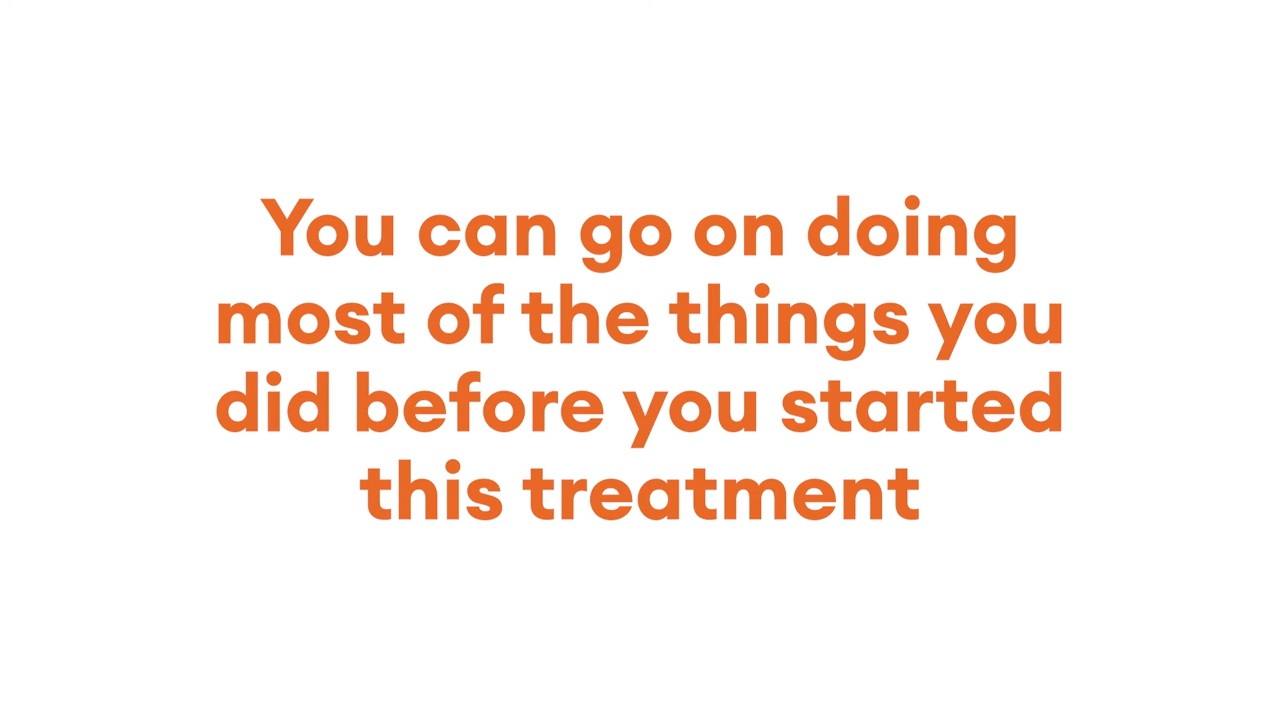 You can go on doing
most of the things you
did before you started
this treatment